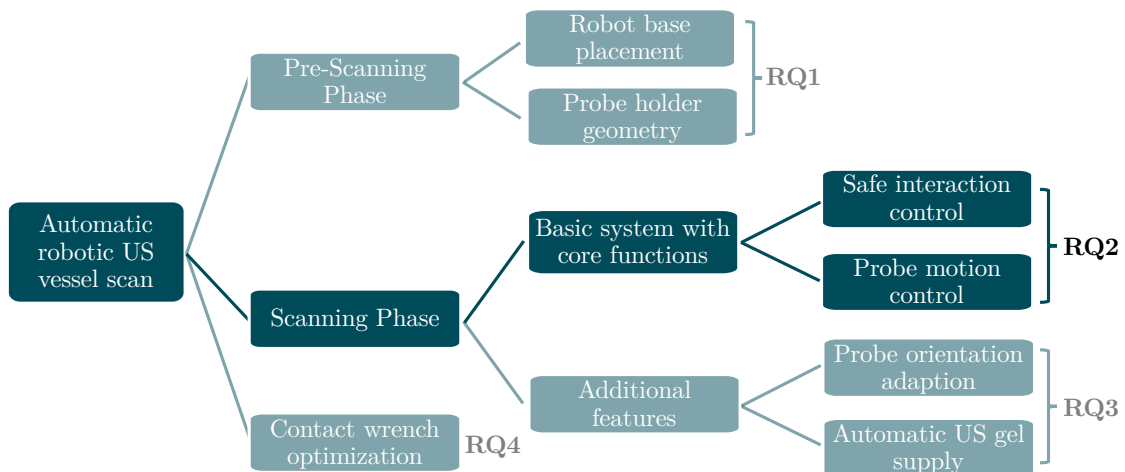 Automatic
robotic US
vessel scan
Pre-Scanning
Phase
Robot base
placement
Probe holder
geometry
RQ1
Scanning Phase
Basic system with
core functions
Safe interaction
control
Probe motion
control
RQ2
Additional
features
Probe orientation
adaption
Automatic US gel
supply
RQ3
Contact wrench
optimization
RQ4